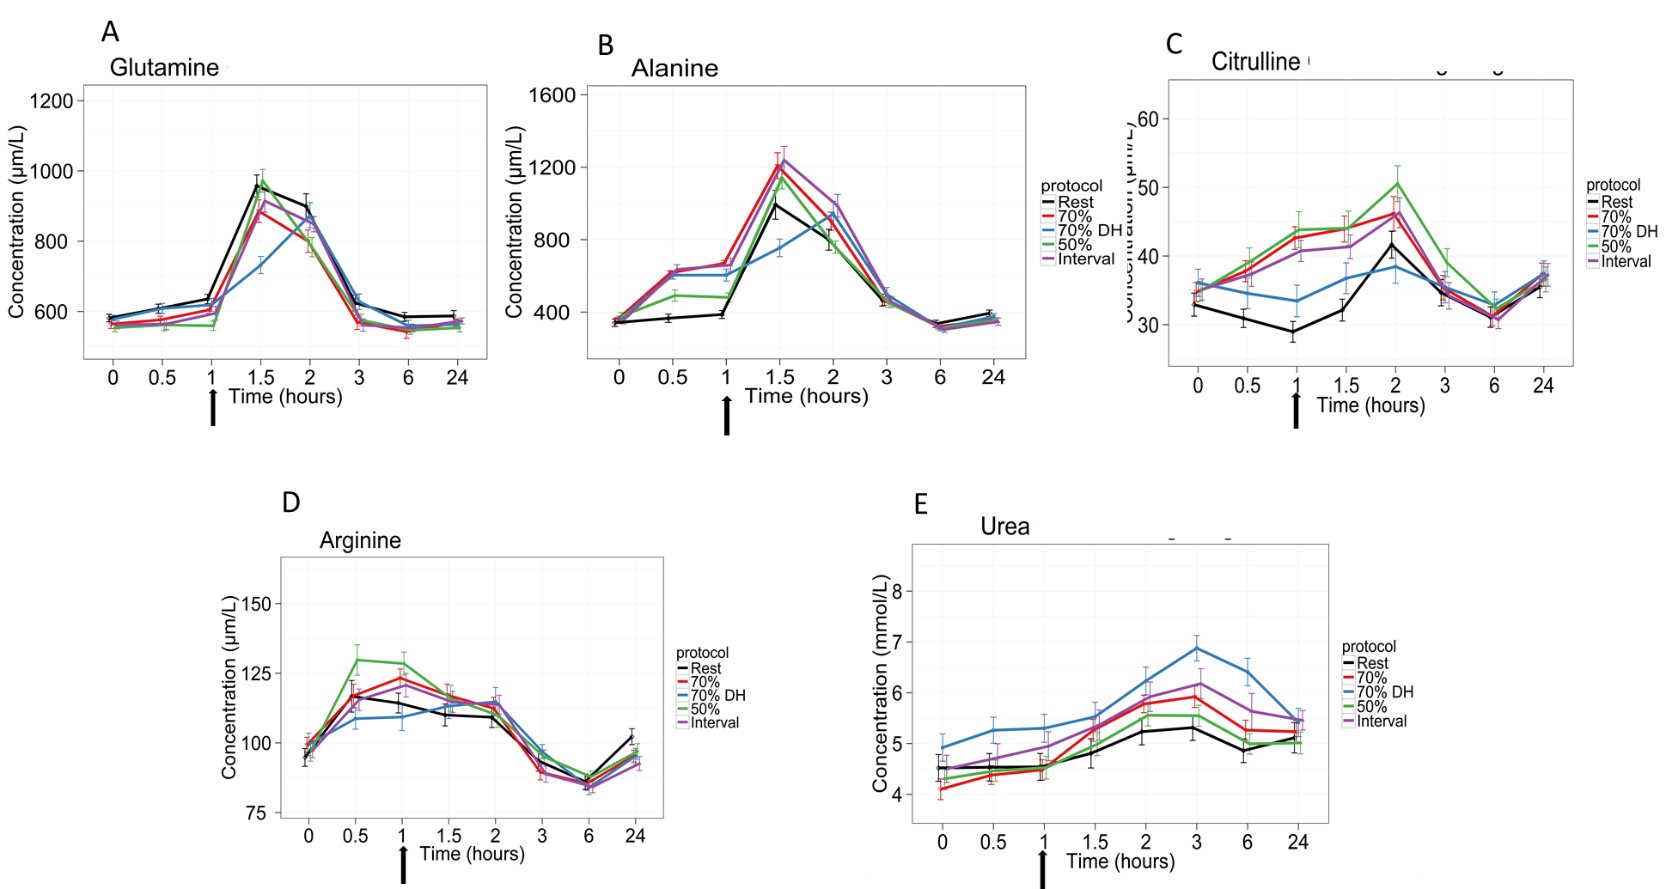 A
Glutamine
Concentration (µm/L)
1200
1000
800
600
0 0.5 1 1.5 2 3 6 24
Time (hours)
B
Alanine
Concentration (µm/L)
1600
1200
800
400
0 0.5 1 1.5 2 3 6 24
Time (hours)
protocol
Rest
70%
70% DH
50%
Interval
C
Citrulline
60
50
40
30
0 0.5 1 1.5 2 3 6 24
Time (hours)
protocol
Rest
70%
70% DH
50%
Interval
D
Arginine
Concentration (µm/L)
150
125
100
75
0 0.5 1 1.5 2 3 6 24
Time (hours)
protocol
Rest
70%
70% DH
50%
Interval
E
Urea
Concentration (mmol/L)
8
7
6
5
4
0 0.5 1 1.5 2 3 6 24
Time (hours)
protocol
Rest
70%
70% DH
50%
Interval